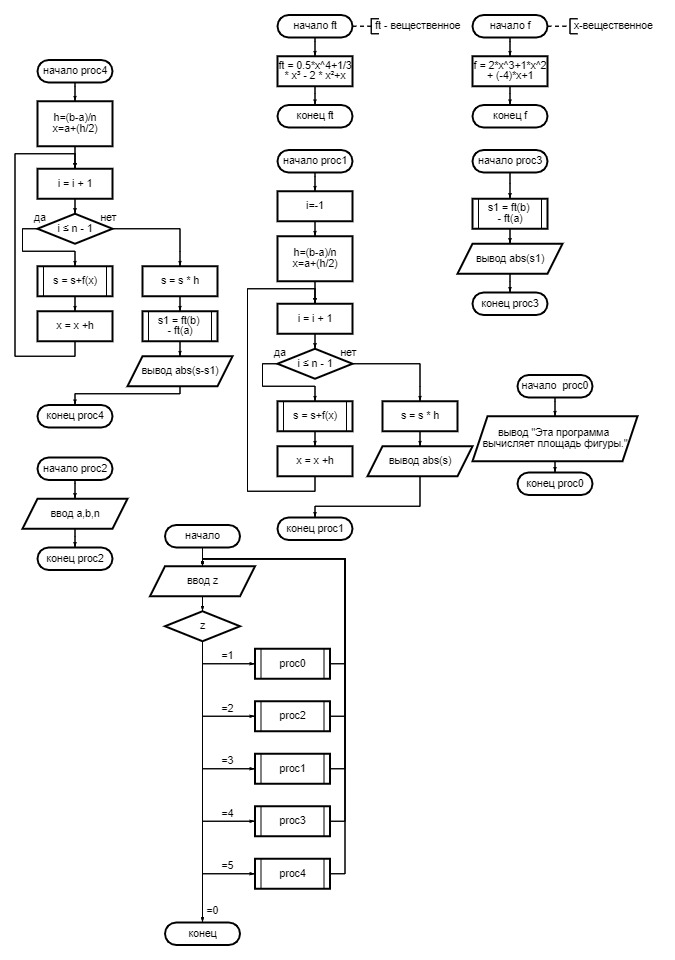 начало ft
ft - вещественное
ft = 0.5*x^4+1/3
* x³ - 2 * x²+x
конец ft
начало f
x-вещественное
f = 2*x^3+1*x^2
+ (-4)*x+1
конец f
начало proc4
h=(b-a)/n
x=a+(h/2)
i = i + 1
да
i ≤ n - 1
нет
s = s+f(x)
s = s * h
x = x +h
s1 = ft(b)
- ft(a)
вывод abs(s-s1)
конец proc4
начало proc1
i=-1
h=(b-a)/n
x=a+(h/2)
i = i + 1
да
i ≤ n - 1
нет
s = s+f(x)
s = s * h
x = x +h
вывод abs(s)
конец proc1
начало proc3
s1 = ft(b)
- ft(a)
вывод abs(s1)
конец proc3
начало  proc0
вывод "Эта программа
вычисляет площадь фигуры."
конец proc0
начало proc2
ввод a,b,n
конец proc2
начало
ввод z
z
=1
proc0
=2
proc2
=3
proc1
=4
proc3
=5
proc4
=0
конец